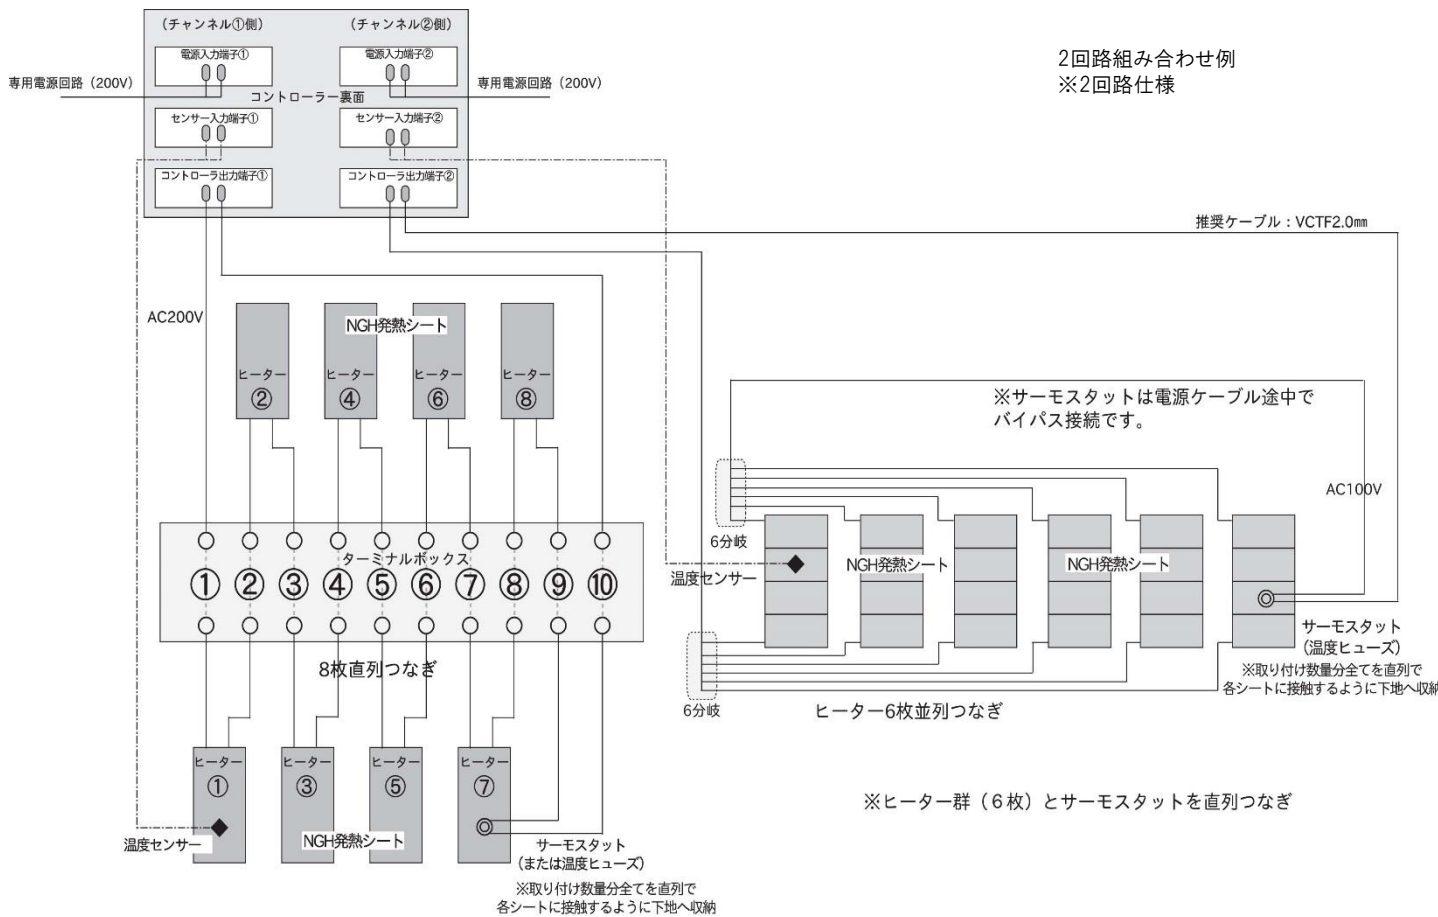 (チャンネル①側)
(チャンネル②側)
電源入力端子①
電源入力端子②
専用電源回路(200V)
専用電源回路(200V)
コントローラー裏面
センサー入力端子①
センサー入力端子②
コントローラ出力端子①
コントローラ出力端子②
2回路組み合わせ例
※2回路仕様
推奨ケーブル:VCTF2.0㎜
AC200V
NGH発熱シート
ヒーター
②
ヒーター
④
ヒーター
⑥
ヒーター
⑧
ターミナルボックス
① ② ③ ④ ⑤ ⑥ ⑦ ⑧ ⑨ ⑩
8枚直列つなぎ
ヒーター
①
ヒーター
③
ヒーター
⑤
ヒーター
⑦
NGH発熱シート
温度センサー
サーモスタット
(または温度ヒューズ)
※取り付け数量分全てを直列で
各シートに接触するように下地へ収納
※サーモスタットは電源ケーブル途中で
バイパス接続です。
AC100V
6分岐
温度センサー
NGH発熱シート
NGH発熱シート
サーモスタット
(温度ヒューズ)
※取り付け数量分全てを直列で
各シートに接触するように下地へ収納
6分岐
ヒーター6枚並列つなぎ
※ヒーター群(6枚)とサーモスタットを直列つなぎ